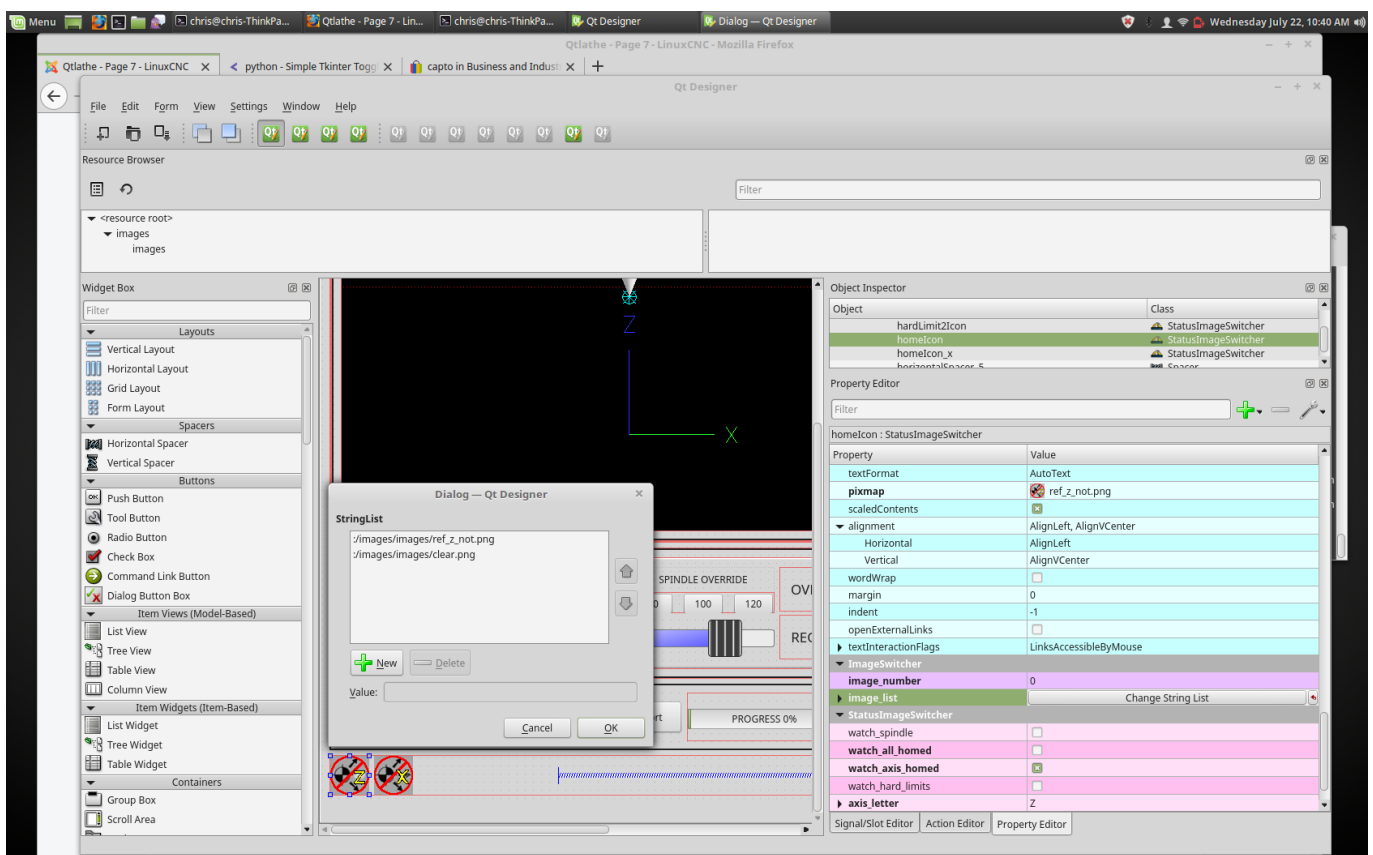 Menu
chris@chris-ThinkPa...
Qtlathe - Page 7 - Lin...
chris@chris-ThinkPa...
Qt Designer
Dialog — Qt Designer
Wednesday July 22, 10:40 AM
Qtlathe - Page 7 - LinuxCNC - Mozilla Firefox
Qtlathe - Page 7 - LinuxCNC
python - Simple Tkinter Togg
capto in Business and Indust
Qt Designer
File Edit Form View Settings Window Help
Resource Browser
Filter
<resource root>
images
images
Widget Box
Filter
Layouts
Vertical Layout
Horizontal Layout
Grid Layout
Form Layout
Spacers
Horizontal Spacer
Vertical Spacer
Buttons
Push Button
Tool Button
Radio Button
Check Box
Command Link Button
Dialog Button Box
Item Views (Model-Based)
List View
Tree View
Table View
Column View
Item Widgets (Item-Based)
List Widget
Tree Widget
Table Widget
Containers
Group Box
Scroll Area
Z
X
Dialog — Qt Designer
StringList
:/images/images/ref_z_not.png
:/images/images/clear.png
New
Delete
Value:
Cancel
OK
SPINDLE OVERRIDE
0 100 120
OVI
REC
rt
PROGRESS 0%
Z
X
Object Inspector
Object Class
hardLimit2Icon StatusImageSwitcher
homeIcon StatusImageSwitcher
homeIcon_x StatusImageSwitcher
horizontalSpacer_5 Spacer
Property Editor
Filter
homeIcon : StatusImageSwitcher
Property Value
textFormat AutoText
pixmap ref_z_not.png
scaledContents
alignment AlignLeft, AlignVCenter
Horizontal AlignLeft
Vertical AlignVCenter
wordWrap
margin 0
indent -1
openExternalLinks
textInteractionFlags LinksAccessibleByMouse
ImageSwitcher
image_number 0
image_list Change String List
StatusImageSwitcher
watch_spindle
watch_all_homed
watch_axis_homed
watch_hard_limits
axis_letter Z
Signal/Slot Editor Action Editor Property Editor